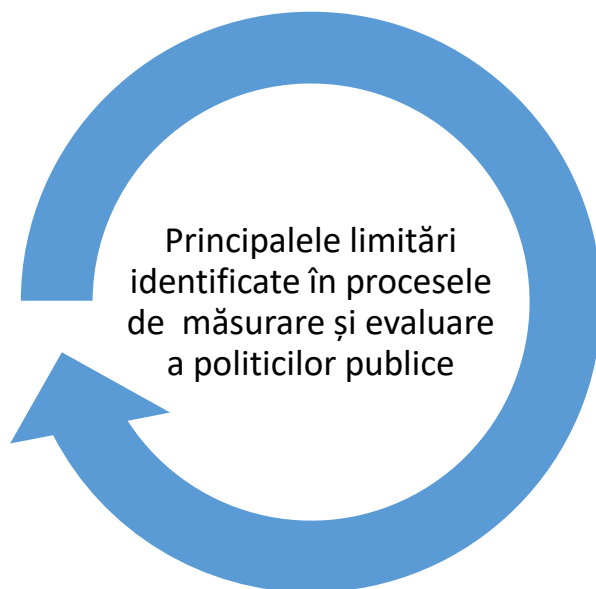 Principalele limitări
identificate în procesele
de  măsurare și evaluare
a politicilor publice